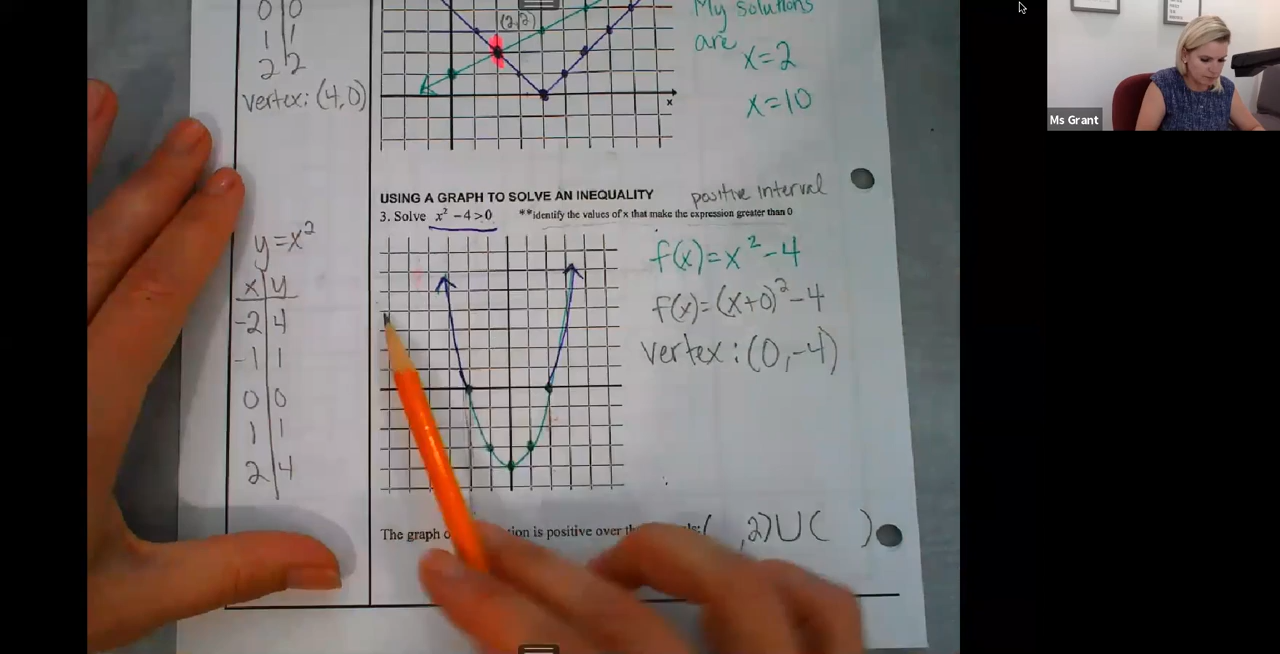 0 0
1 1
2 2
vertex: (4,0)
(2,2)
x
My solutions
are
x=2
x=10
Ms Grant
USING A GRAPH TO SOLVE AN INEQUALITY
positive interval
3. Solve x² −4>0 **identify the values of x that make the expression greater than 0
y=x²
x y
-2 4
-1 1
0 0
1 1
2 4
f(x)=x²-4
f(x)=(x+0)²-4
vertex:(0,-4)
The graph is positive over ( ,2)∪( )